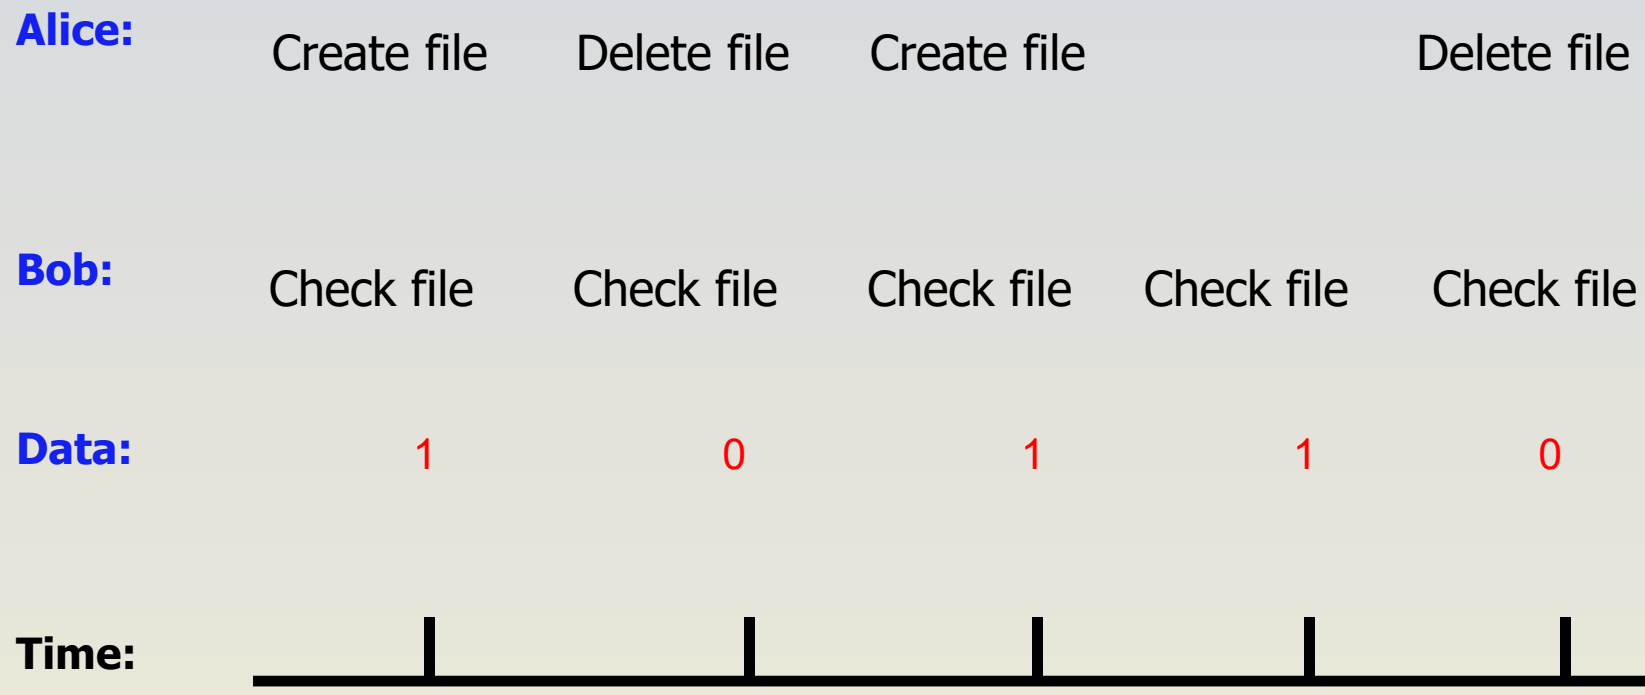 Alice: Create file Delete file Create file Delete file
Bob: Check file Check file Check file Check file Check file
Data: 1 0 1 1 0
Time: